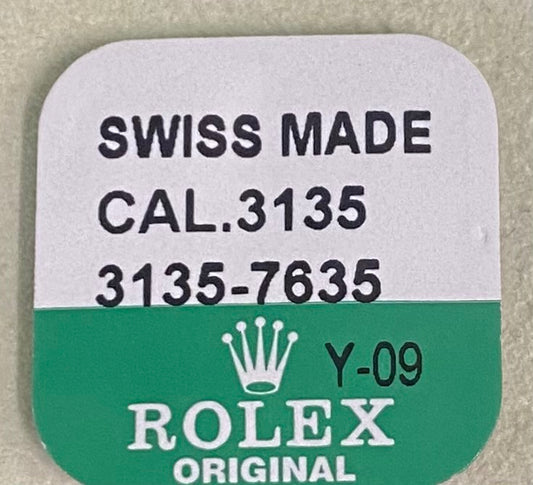 SWISS MADE
CAL.3135
3135-7635
Y-09
ROLEX
ORIGINAL